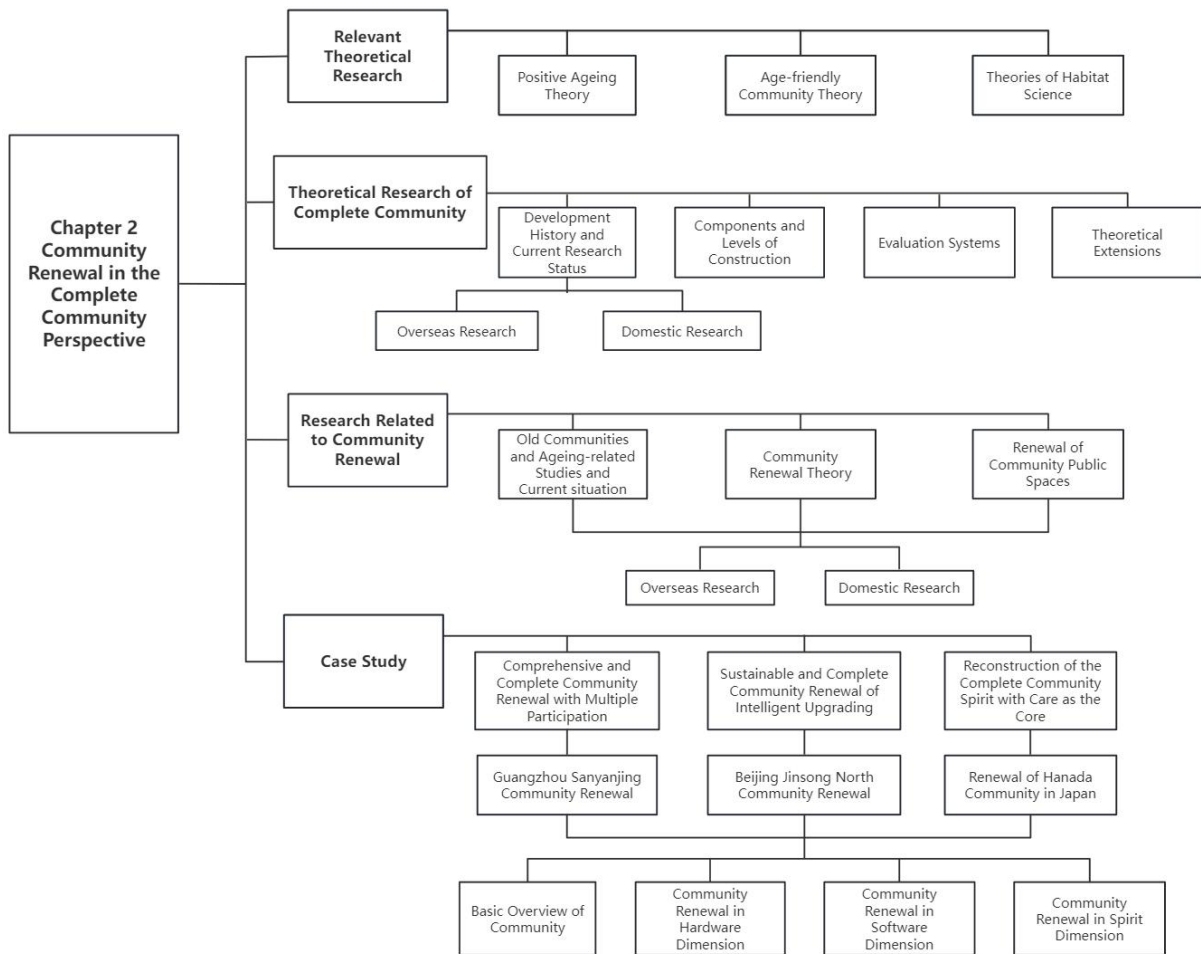 Relevant
Theoretical
Research
Positive Ageing
Theory
Age-friendly
Community Theory
Theories of Habitat
Science
Chapter 2
Community
Renewal in the
Complete
Community
Perspective
Theoretical Research of
Complete Community
Development
History and
Current Research
Status
Components and
Levels of
Construction
Evaluation Systems
Theoretical
Extensions
Overseas Research
Domestic Research
Research Related
to Community
Renewal
Old Communities
and Ageing-related
Studies and
Current situation
Community
Renewal Theory
Renewal of
Community Public
Spaces
Overseas Research
Domestic Research
Case Study
Comprehensive and
Complete Community
Renewal with Multiple
Participation
Sustainable and Complete
Community Renewal of
Intelligent Upgrading
Reconstruction of the
Complete Community
Spirit with Care as the
Core
Guangzhou Sanyanjing
Community Renewal
Beijing Jinsong North
Community Renewal
Renewal of Hanada
Community in Japan
Basic Overview of
Community
Community
Renewal in
Hardware
Dimension
Community
Renewal in
Software
Dimension
Community
Renewal in Spirit
Dimension